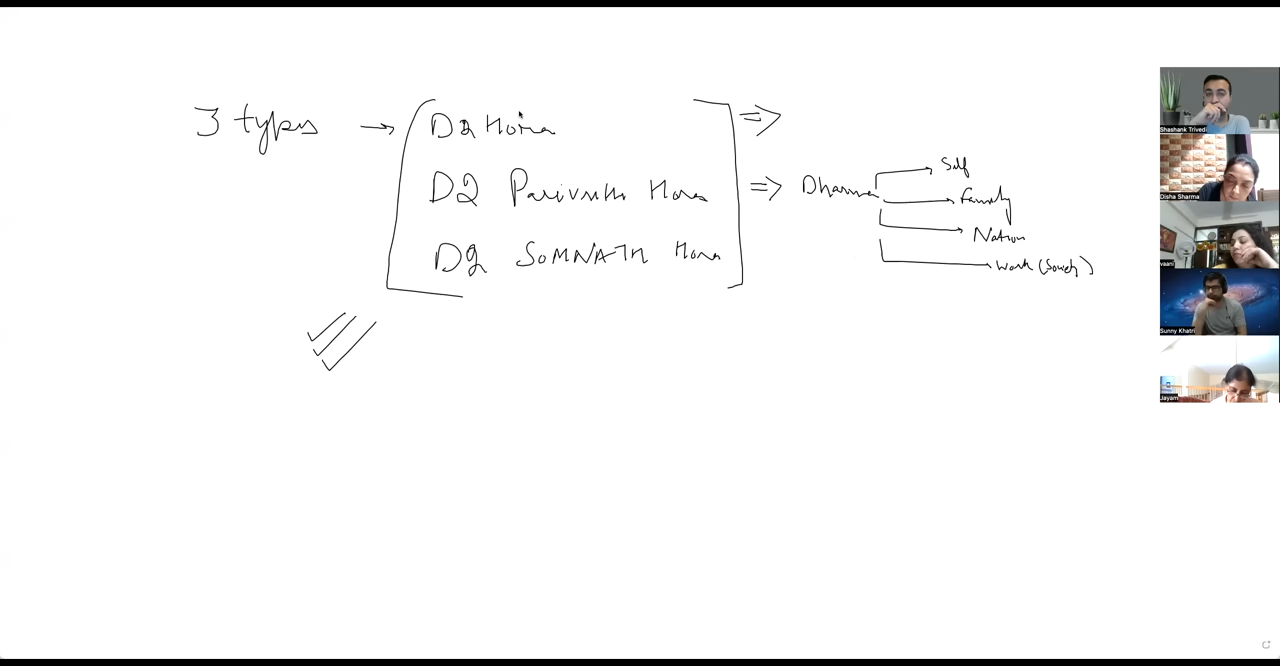 3 types → D2 Hora ⇒
D2 Parivritti Hora ⇒ Dharma
D2 SOMNATH Hora
Self
Family
Nation
Work (Society)
Shashank Trivedi
Disha Sharma
vaani
Sunny Khatri
Jayam